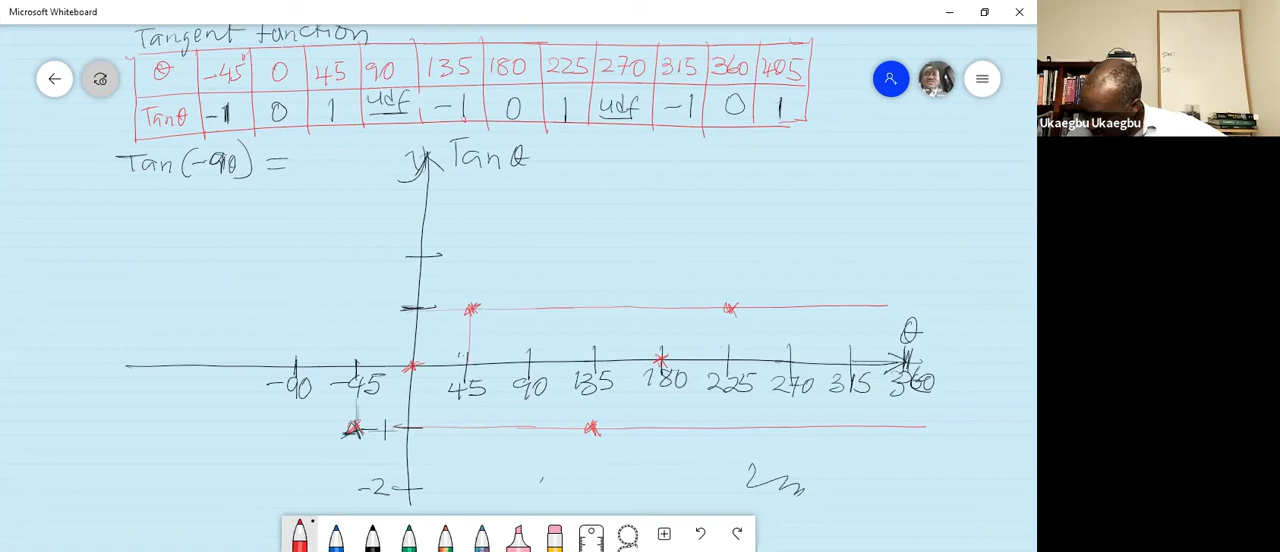 Microsoft Whiteboard
Tangent function
θ -45° 0 45 90 135 180 225 270 315 360 405
Tanθ -1 0 1 udf -1 0 1 udf -1 0 1
Tan(-90) =
y Tan θ
Ukaegbu Ukaegbu
θ
-90 -45 45 90 135 180 225 270 315 360
-1
-2